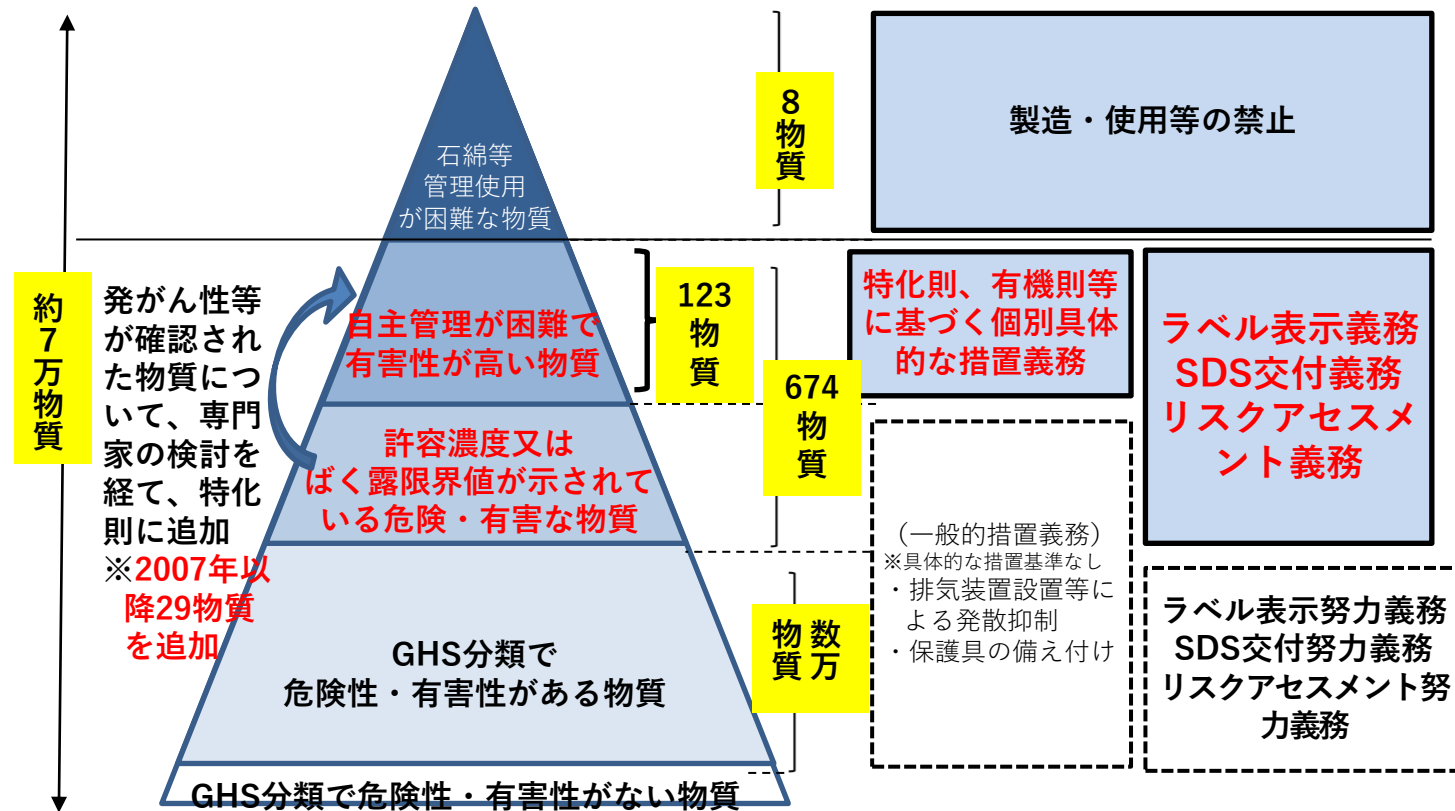 約7万物質
発がん性等
が確認され
た物質につ
いて、専門
家の検討を
経て、特化
則に追加
※2007年以
降29物質
を追加
石綿等
管理使用
が困難な物質
自主管理が困難で
有害性が高い物質
許容濃度又は
ばく露限界値が示されて
いる危険・有害な物質
GHS分類で
危険性・有害性がある物質
GHS分類で危険性・有害性がない物質
8
物
質
123
物
質
674
物
質
数万
物質
製造・使用等の禁止
特化則、有機則等
に基づく個別具体
的な措置義務
(一般的措置義務)
※具体的な措置基準なし
・排気装置設置等に
よる発散抑制
・保護具の備え付け
ラベル表示義務
SDS交付義務
リスクアセスメ
ント義務
ラベル表示努力義務
SDS交付努力義務
リスクアセスメント努
力義務